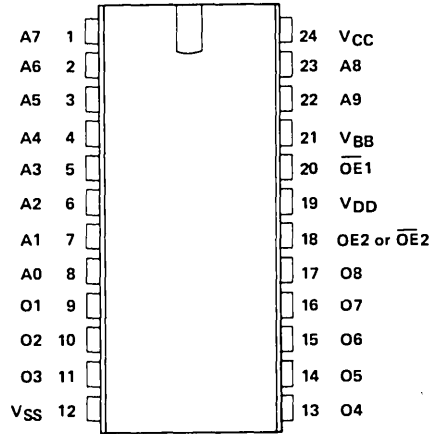 A7 1 24 VCC
A6 2 23 A8
A5 3 22 A9
A4 4 21 VBB
A3 5 20 O̅E̅1
A2 6 19 VDD
A1 7 18 OE2 or O̅E̅2
A0 8 17 O8
O1 9 16 O7
O2 10 15 O6
O3 11 14 O5
VSS 12 13 O4